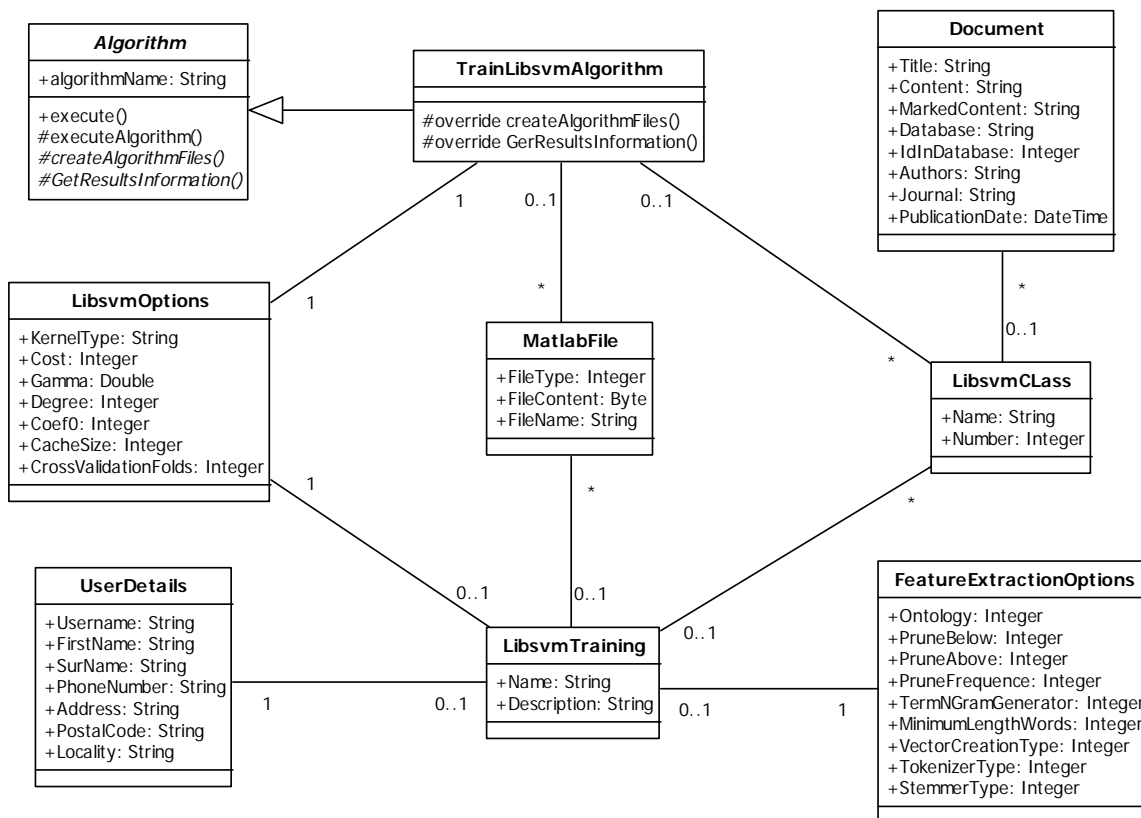 Algorithm
+algorithmName: String
+execute()
#executeAlgorithm()
#createAlgorithmFiles()
#GetResultsInformation()
TrainLibsvmAlgorithm
#override createAlgorithmFiles()
#override GerResultsInformation()
Document
+Title: String
+Content: String
+MarkedContent: String
+Database: String
+IdInDatabase: Integer
+Authors: String
+Journal: String
+PublicationDate: DateTime
1
0..1
0..1
1
*
*
*
0..1
LibsvmOptions
+KernelType: String
+Cost: Integer
+Gamma: Double
+Degree: Integer
+Coef0: Integer
+CacheSize: Integer
+CrossValidationFolds: Integer
MatlabFile
+FileType: Integer
+FileContent: Byte
+FileName: String
LibsvmCLass
+Name: String
+Number: Integer
1
*
*
0..1
0..1
0..1
UserDetails
+Username: String
+FirstName: String
+SurName: String
+PhoneNumber: String
+Address: String
+PostalCode: String
+Locality: String
1
0..1
LibsvmTraining
+Name: String
+Description: String
0..1
1
FeatureExtractionOptions
+Ontology: Integer
+PruneBelow: Integer
+PruneAbove: Integer
+PruneFrequence: Integer
+TermNGramGenerator: Integer
+MinimumLengthWords: Integer
+VectorCreationType: Integer
+TokenizerType: Integer
+StemmerType: Integer